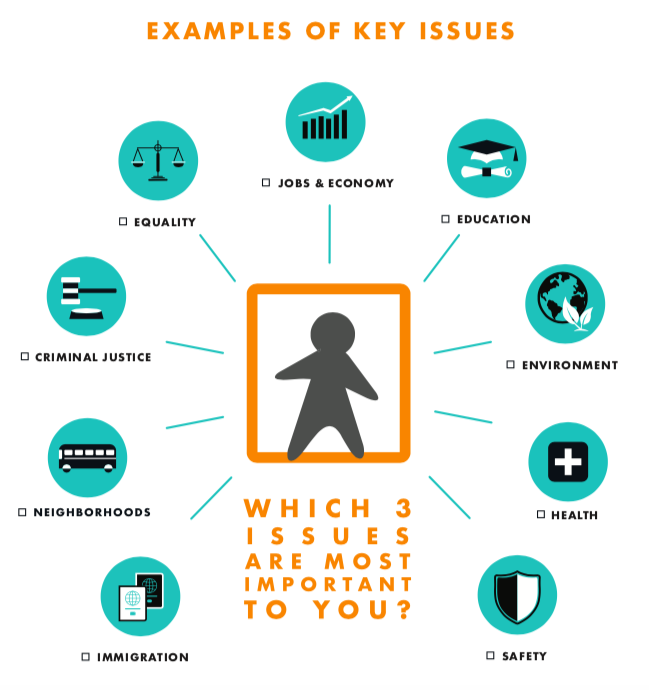 EXAMPLES OF KEY ISSUES
JOBS & ECONOMY
EQUALITY
EDUCATION
CRIMINAL JUSTICE
ENVIRONMENT
NEIGHBORHOODS
HEALTH
IMMIGRATION
SAFETY
WHICH 3
ISSUES
ARE MOST
IMPORTANT
TO YOU?